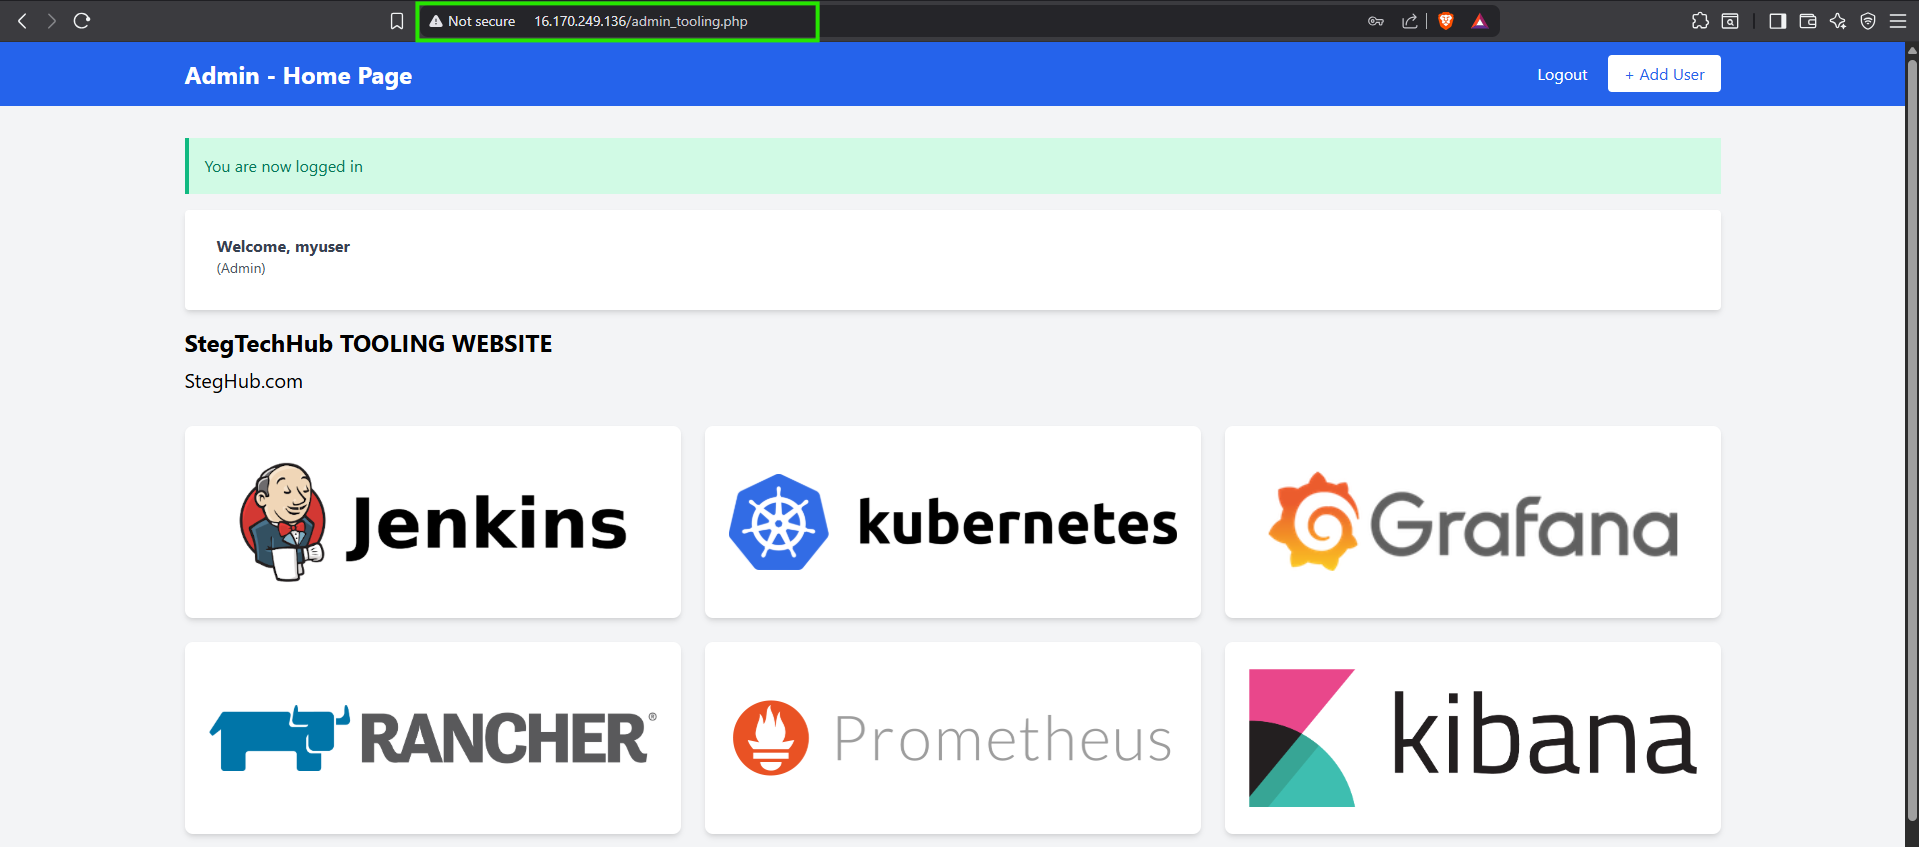 Not secure 16.170.249.136/admin_tooling.php
Admin - Home Page
Logout
+ Add User
You are now logged in
Welcome, myuser
(Admin)
StegTechHub TOOLING WEBSITE
StegHub.com
Jenkins
kubernetes
Grafana
RANCHER®
Prometheus
kibana